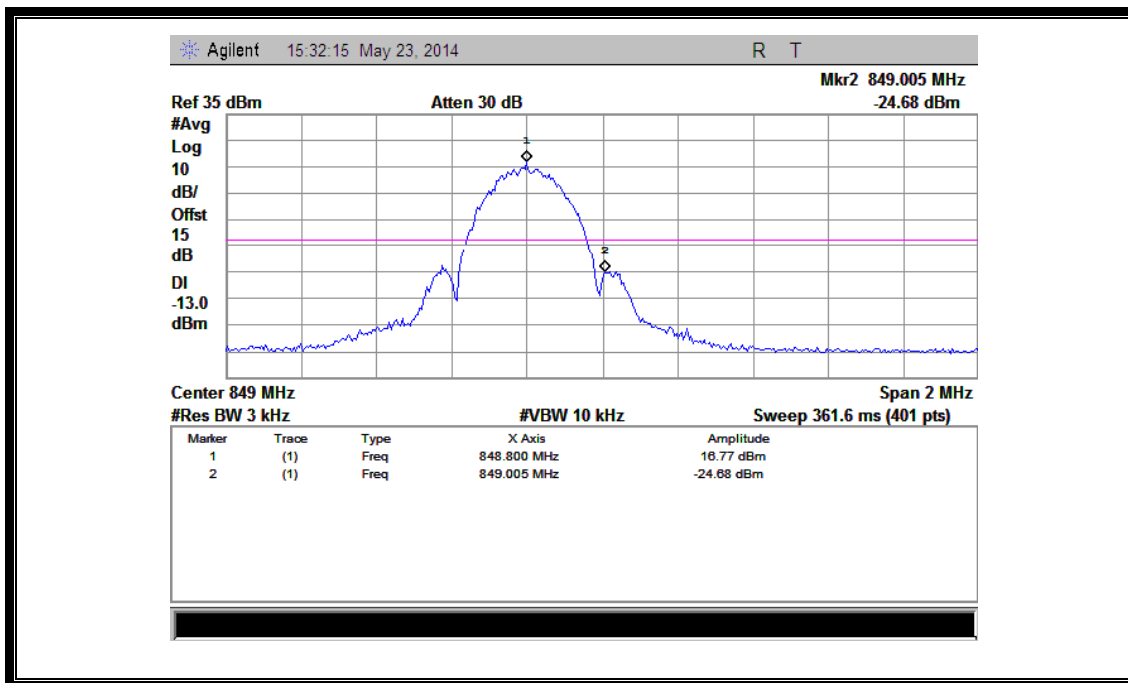 Agilent 15:32:15 May 23, 2014 R T
Mkr2 849.005 MHz
Ref 35 dBm Atten 30 dB -24.68 dBm
#Avg
Log
10
dB/
Offst
15
dB
DI
-13.0
dBm
1
2
Center 849 MHz Span 2 MHz
#Res BW 3 kHz #VBW 10 kHz Sweep 361.6 ms (401 pts)
Marker Trace Type X Axis Amplitude
1 (1) Freq 848.800 MHz 16.77 dBm
2 (1) Freq 849.005 MHz -24.68 dBm